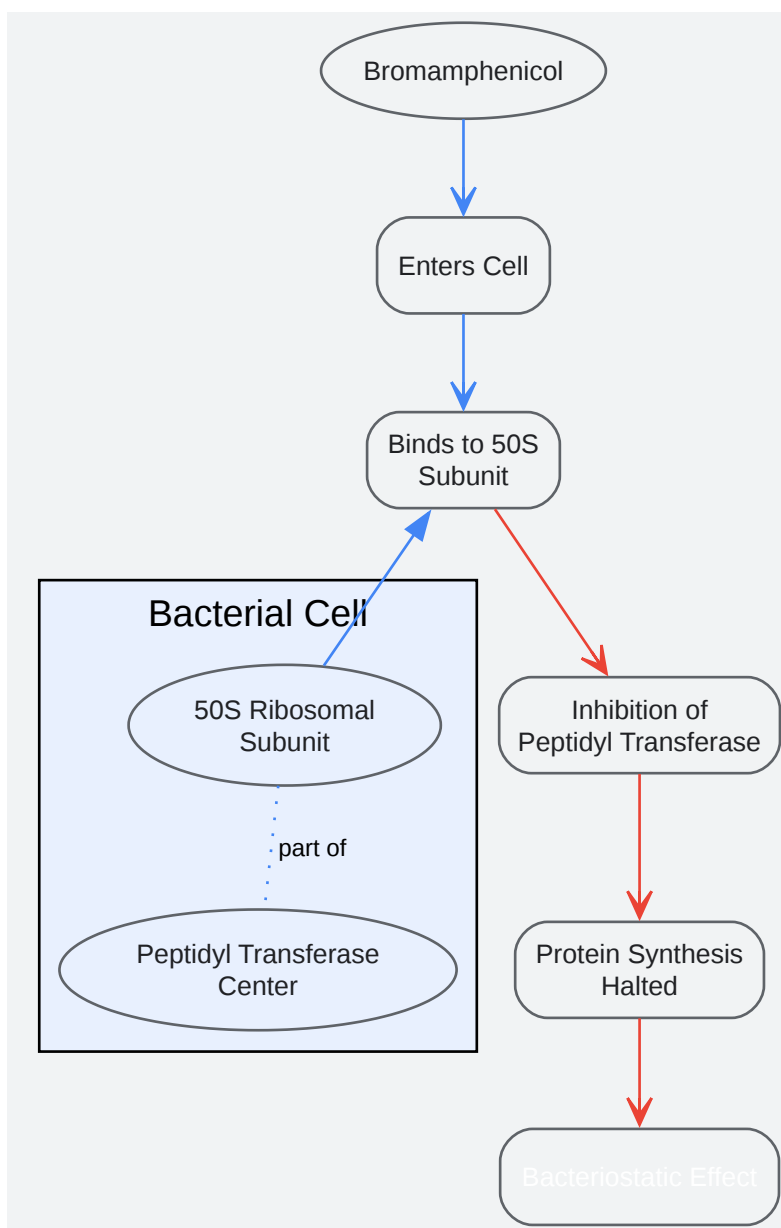 Bromamphenicol
Enters Cell
Binds to 50S
Subunit
Bacterial Cell
50S Ribosomal
Subunit
part of
Peptidyl Transferase
Center
Inhibition of
Peptidyl Transferase
Protein Synthesis
Halted
Bacteriostatic Effect